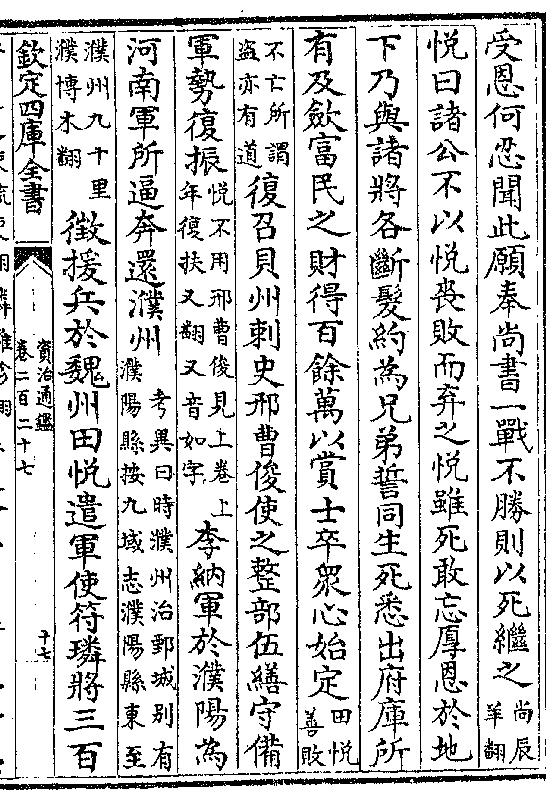 受恩何忍聞此願奉尚書一戰不勝則以死繼之尚辰羊翻
悦曰諸公不以悦喪敗而弃之悦雖死敢忘厚恩於地
下乃與諸將各斷髮約為兄弟誓同生死悉出府庫所
有及歛富民之財得百餘萬以賞士卒衆心始定田悦善敗
不亡所謂盗亦有道復召貝州刺史邢曹俊使之整部伍繕守備
軍勢復振悦不用邢曹俊見上卷上年復扶又翻又音如字李納軍於濮陽為
河南軍所逼奔還濮州考異曰時濮州治鄄城别有濮陽縣按九域志濮陽縣東至
濮州九十里濮博木翻徵援兵於魏州田悦遣軍使符璘將三百
欽定四庫全書
資治通鑑
卷二百二十七
十七